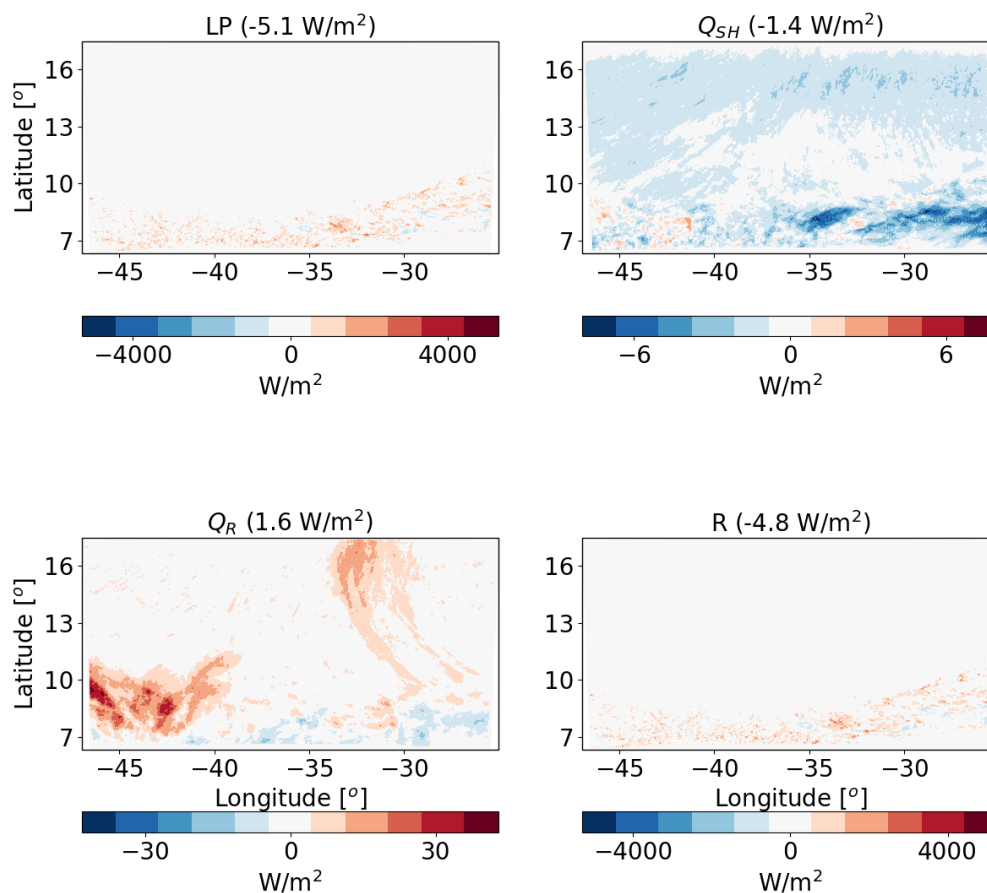 LP (-5.1 W/m²)
Latitude [°]
16
13
10
7
−45 −40 −35 −30
−4000 0 4000
W/m²
Q_SH (-1.4 W/m²)
16
13
10
7
−45 −40 −35 −30
−6 0 6
W/m²
Q_R (1.6 W/m²)
Latitude [°]
16
13
10
7
−45 −40 −35 −30
Longitude [°]
−30 0 30
W/m²
R (-4.8 W/m²)
16
13
10
7
−45 −40 −35 −30
Longitude [°]
−4000 0 4000
W/m²